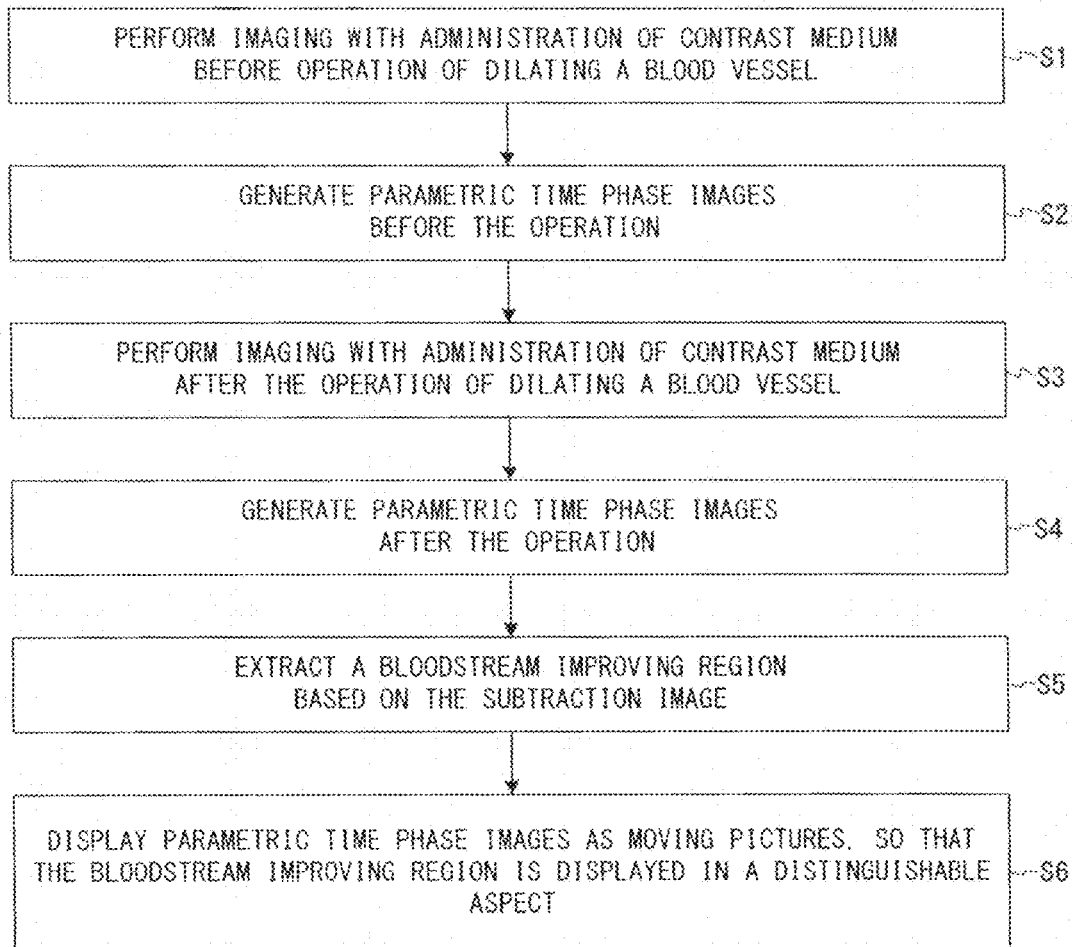 PERFORM IMAGING WITH ADMINISTRATION OF CONTRAST MEDIUM
BEFORE OPERATION OF DILATING A BLOOD VESSEL
S1
GENERATE PARAMETRIC TIME PHASE IMAGES
BEFORE THE OPERATION
S2
PERFORM IMAGING WITH ADMINISTRATION OF CONTRAST MEDIUM
AFTER THE OPERATION OF DILATING A BLOOD VESSEL
S3
GENERATE PARAMETRIC TIME PHASE IMAGES
AFTER THE OPERATION
S4
EXTRACT A BLOODSTREAM IMPROVING REGION
BASED ON THE SUBTRACTION IMAGE
S5
DISPLAY PARAMETRIC TIME PHASE IMAGES AS MOVING PICTURES. SO THAT
THE BLOODSTREAM IMPROVING REGION IS DISPLAYED IN A DISTINGUISHABLE
ASPECT
S6